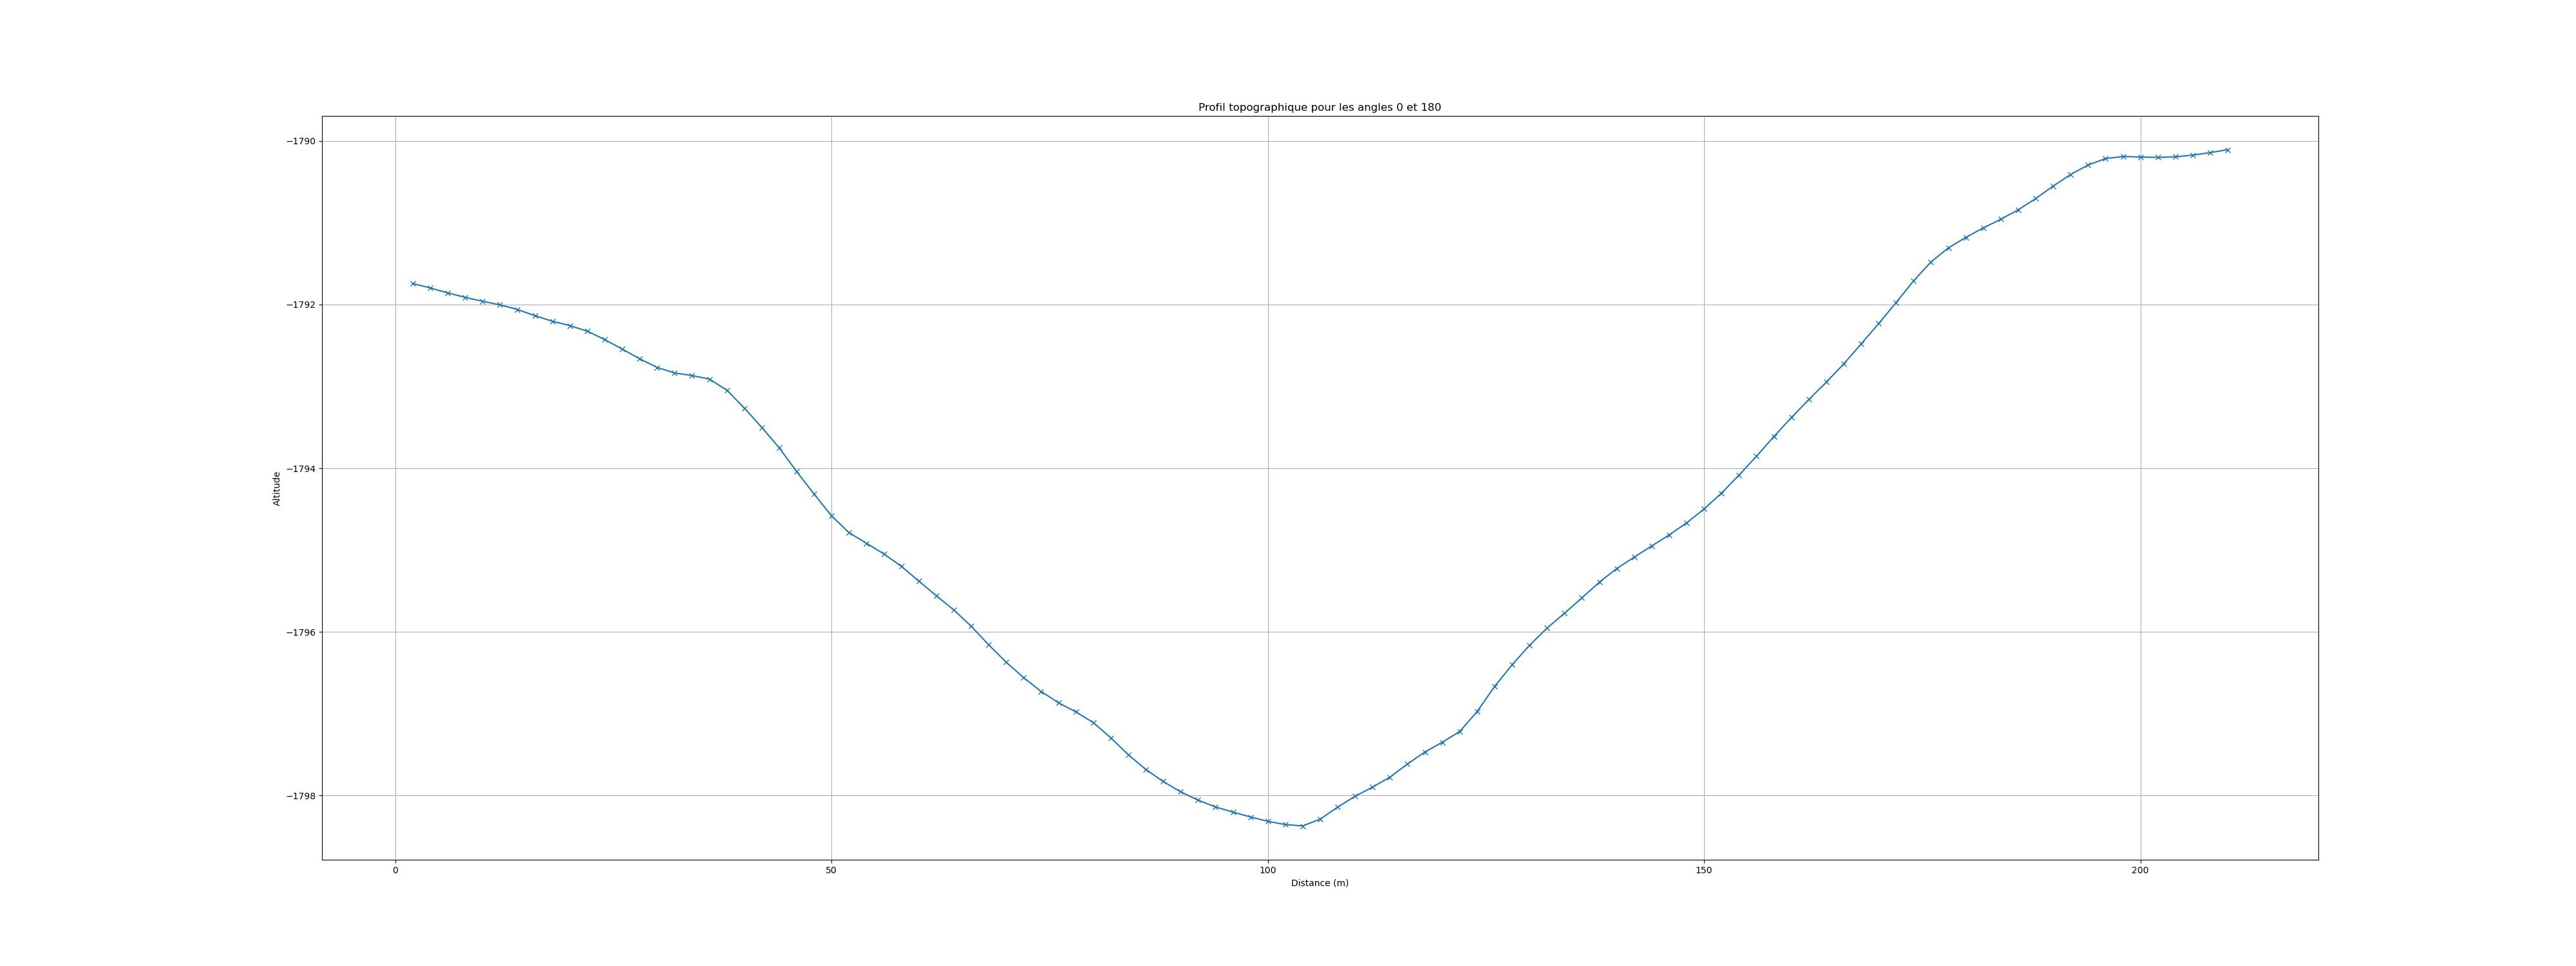 Profil topographique pour les angles 0 et 180
−1790
−1792
−1794
−1796
−1798
Altitude
0 50 100 150 200
Distance (m)